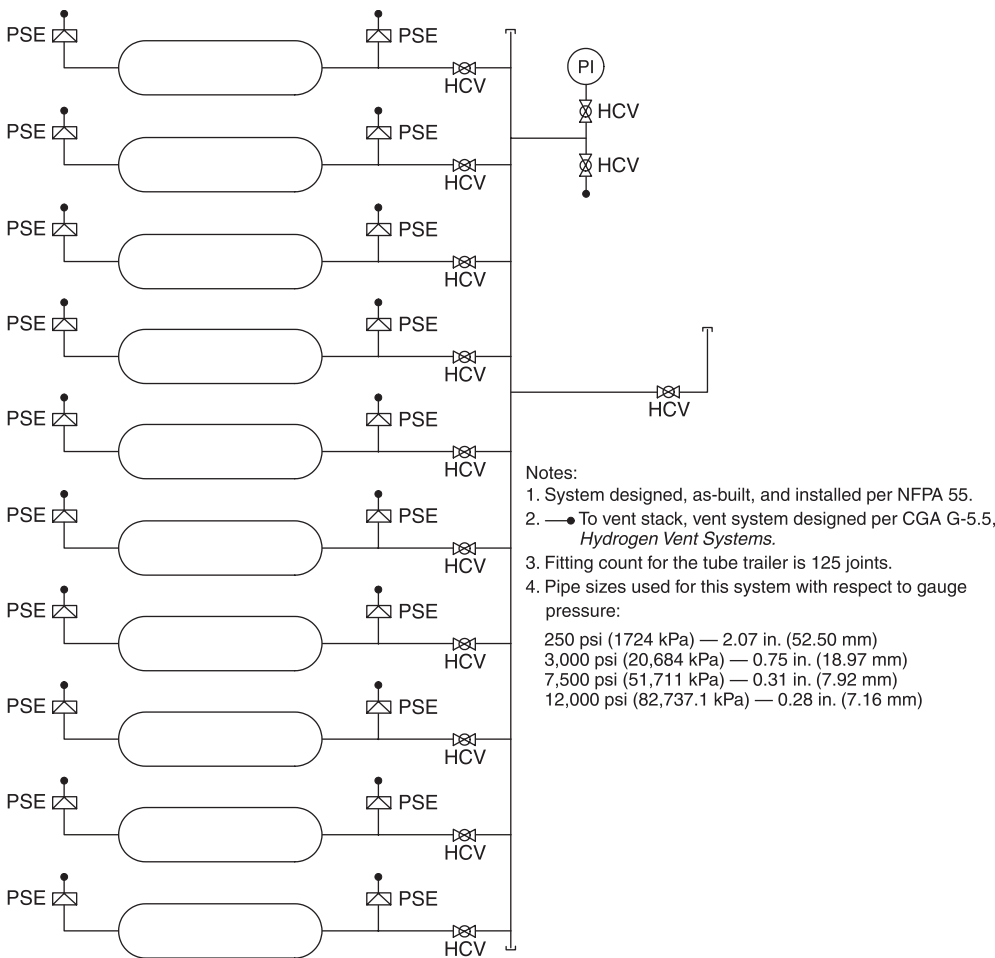 PSE PSE
HCV
PI
HCV
PSE PSE
HCV
HCV
PSE PSE
HCV
PSE PSE
HCV
HCV
PSE PSE
HCV
PSE PSE
HCV
PSE PSE
HCV
PSE PSE
HCV
PSE PSE
HCV
PSE PSE
HCV
Notes:
1. System designed, as-built, and installed per NFPA 55.
2. To vent stack, vent system designed per CGA G-5.5,
Hydrogen Vent Systems.
3. Fitting count for the tube trailer is 125 joints.
4. Pipe sizes used for this system with respect to gauge
pressure:
250 psi (1724 kPa) — 2.07 in. (52.50 mm)
3,000 psi (20,684 kPa) — 0.75 in. (18.97 mm)
7,500 psi (51,711 kPa) — 0.31 in. (7.92 mm)
12,000 psi (82,737.1 kPa) — 0.28 in. (7.16 mm)